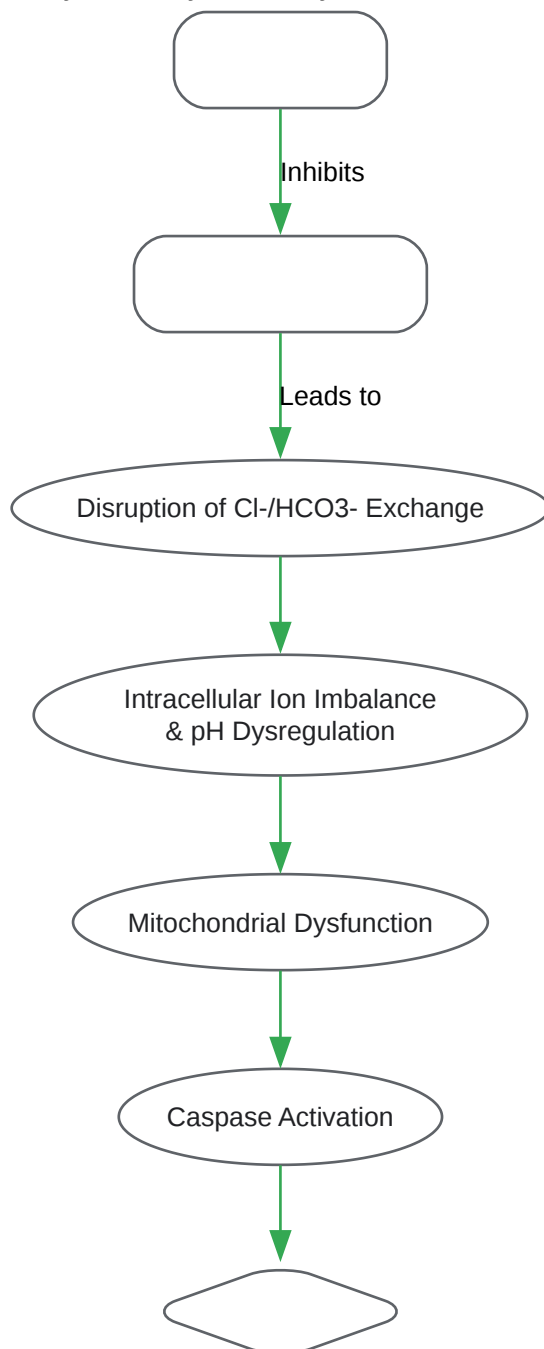 Inhibits
Leads to
Disruption of Cl-/HCO3- Exchange
Intracellular Ion Imbalance
& pH Dysregulation
Mitochondrial Dysfunction
Caspase Activation